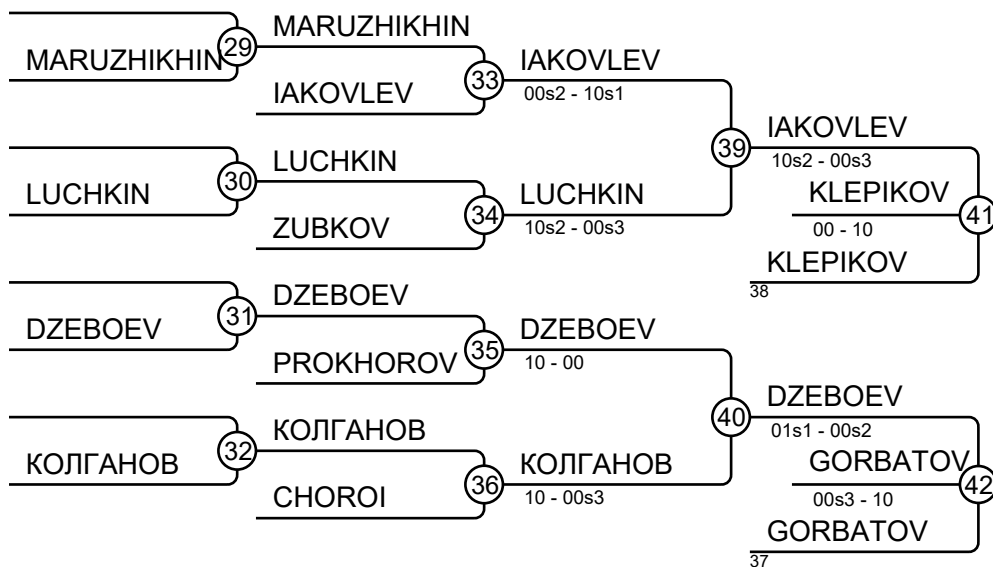 MARUZHIKHIN
29
MARUZHIKHIN
IAKOVLEV
33
IAKOVLEV
00s2 - 10s1
LUCHKIN
30
LUCHKIN
ZUBKOV
34
LUCHKIN
10s2 - 00s3
39
IAKOVLEV
10s2 - 00s3
KLEPIKOV
00 - 10
41
KLEPIKOV
38
DZEBOEV
31
DZEBOEV
PROKHOROV
35
DZEBOEV
10 - 00
КОЛГАНОВ
32
КОЛГАНОВ
CHOROI
36
КОЛГАНОВ
10 - 00s3
40
DZEBOEV
01s1 - 00s2
GORBATOV
00s3 - 10
42
GORBATOV
37